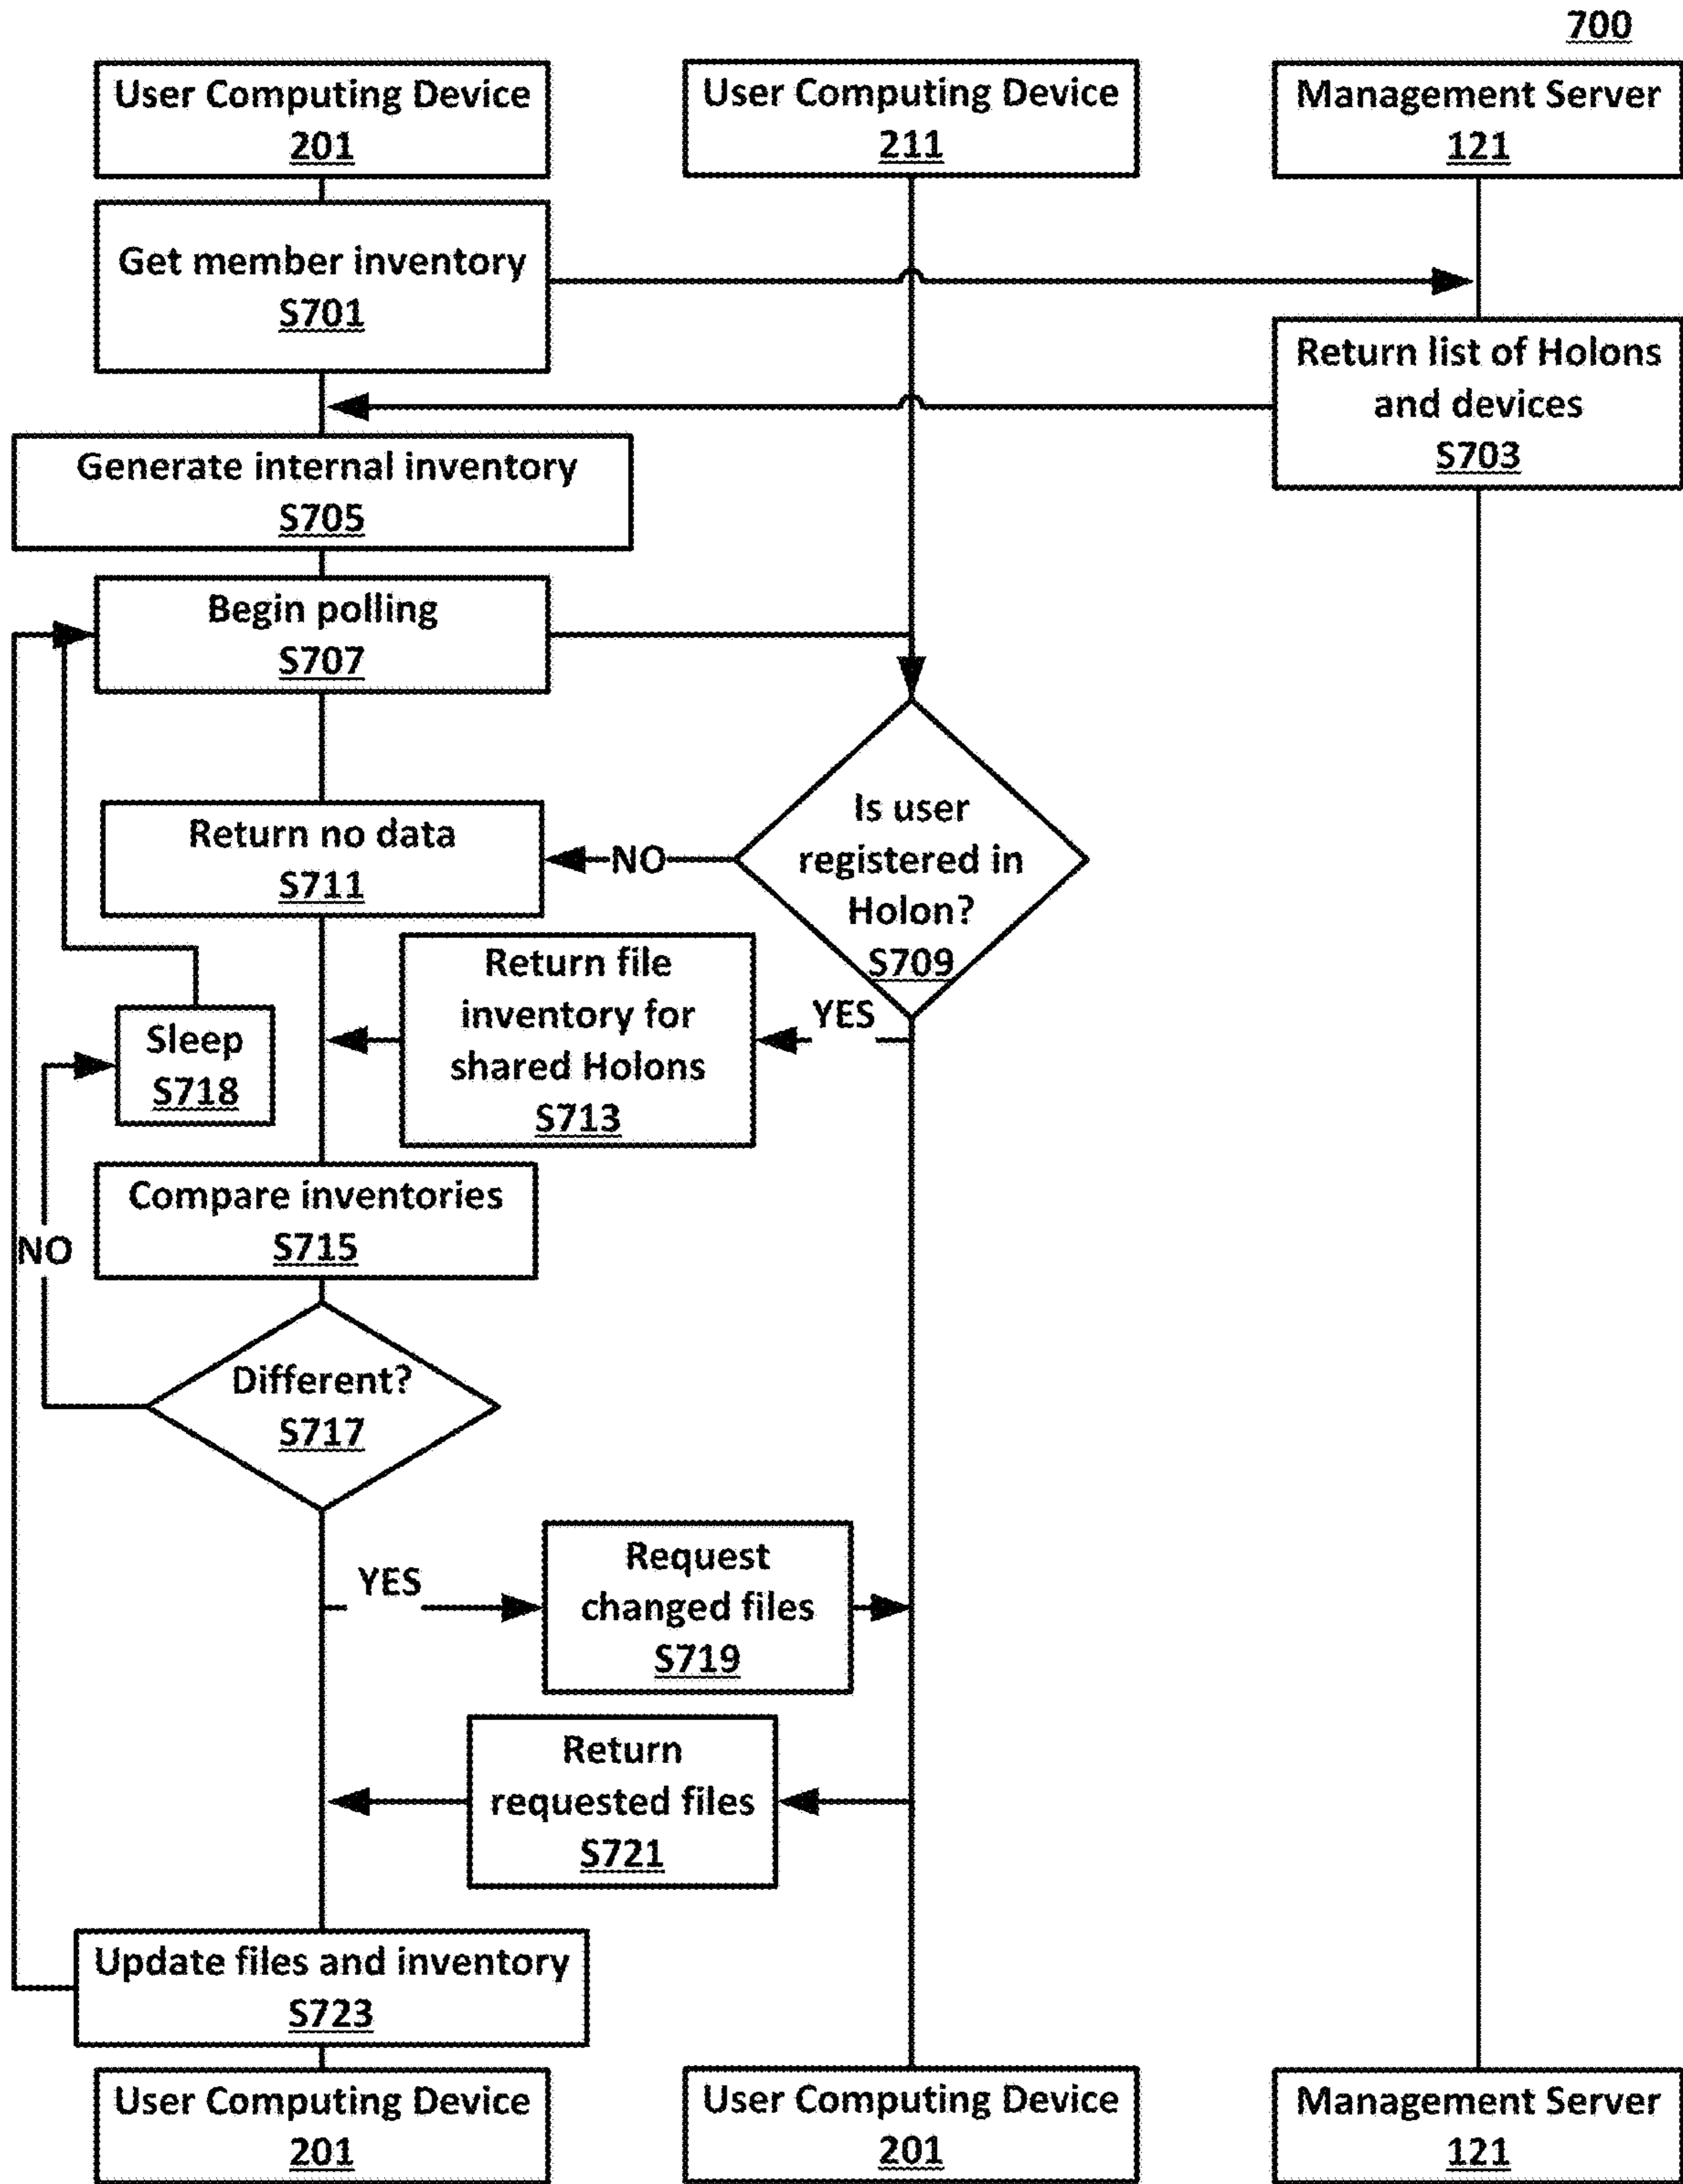 700
User Computing Device
201
User Computing Device
211
Management Server
121
Get member inventory
S701
Return list of Holons
and devices
S703
Generate internal inventory
S705
Begin polling
S707
Is user
registered in
Holon?
S709
Return no data
S711
NO
Return file
inventory for
shared Holons
S713
YES
Sleep
S718
Compare inventories
S715
NO
Different?
S717
YES
Request
changed files
S719
Return
requested files
S721
Update files and inventory
S723
User Computing Device
201
User Computing Device
201
Management Server
121